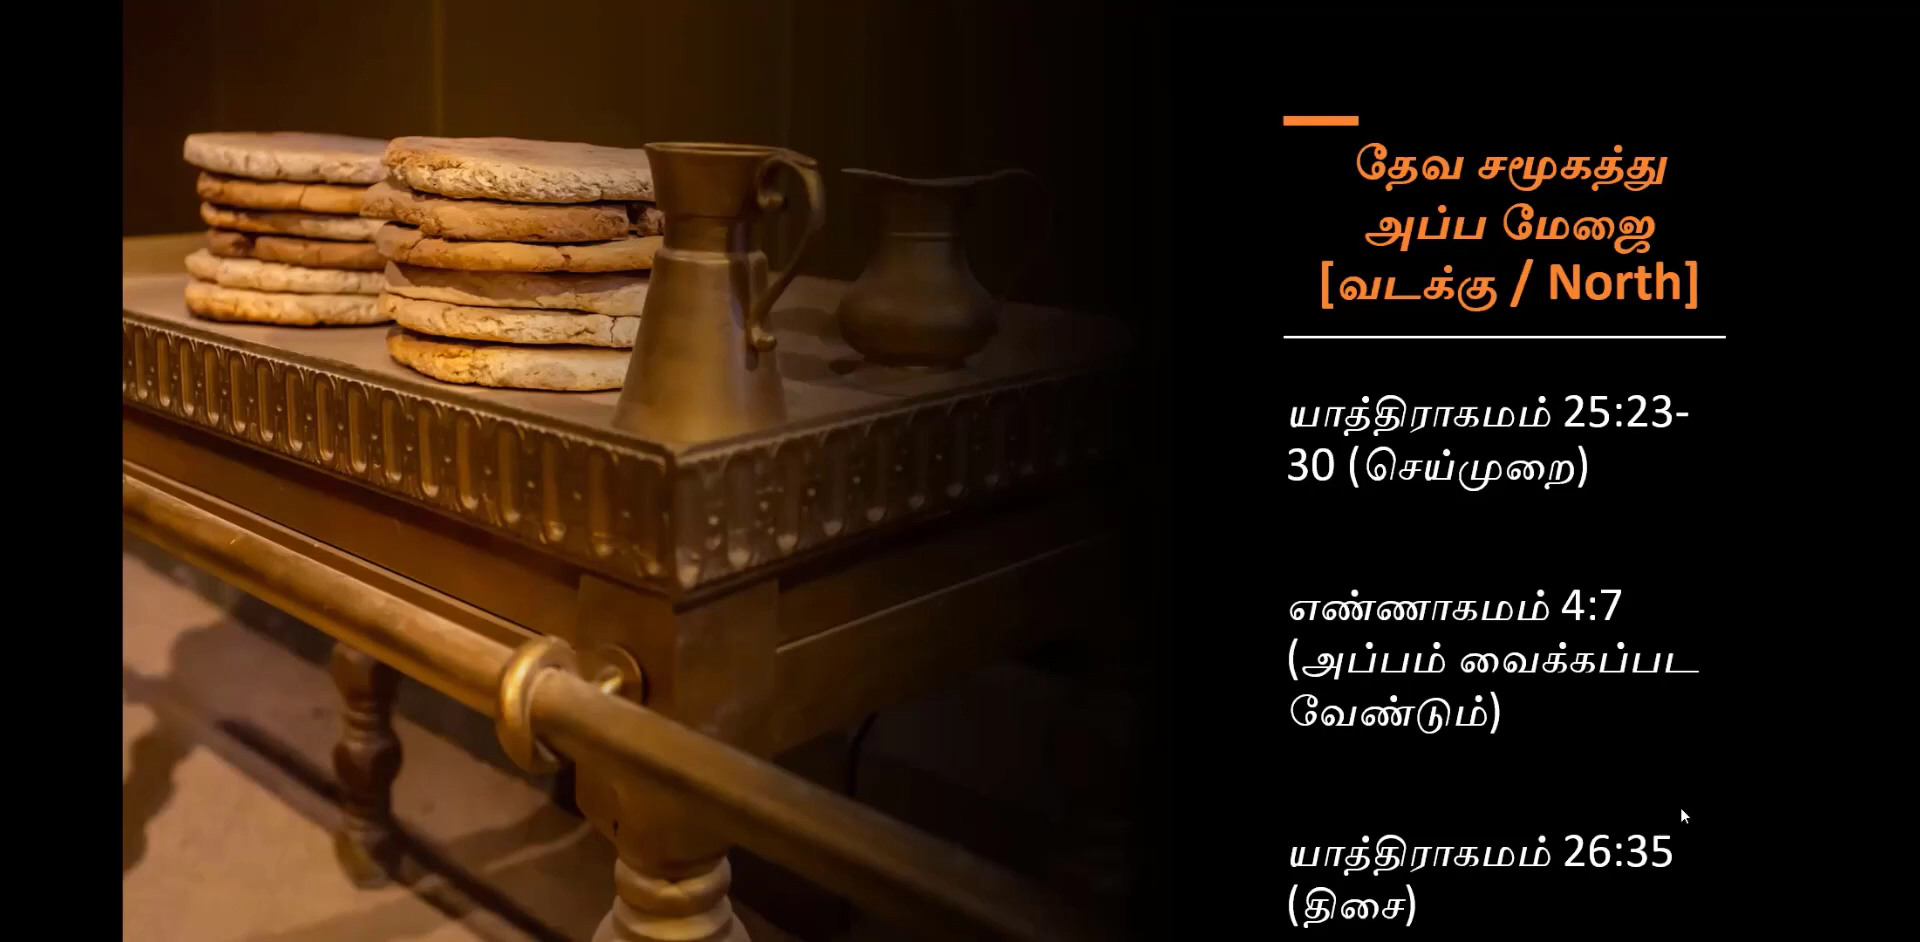 தேவ சமூகத்து
அப்ப மேஜை
[வடக்கு / North]
யாத்திராகமம் 25:23-
30 (செய்முறை)
எண்ணாகமம் 4:7
(அப்பம் வைக்கப்பட
வேண்டும்)
யாத்திராகமம் 26:35
(திசை)